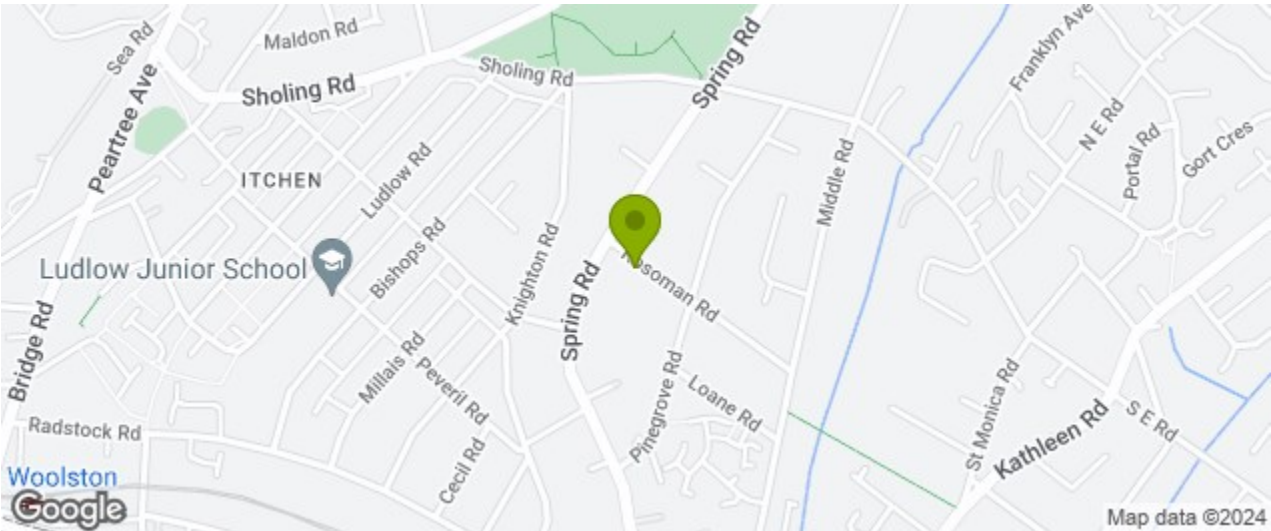 Sea Rd
Maldon Rd
Peartree Ave
Sholing Rd
Sholing Rd
Spring Rd
Franklyn Ave
N E Rd
Portal Rd
Gort Cres
ITCHEN
Ludlow Rd
Middle Rd
Ludlow Junior School
Bishops Rd
Knighton Rd
Spring Rd
Rosoman Rd
Bridge Rd
Millais Rd
Peveril Rd
Pinegrove Rd
Loane Rd
St Monica Rd
S E Rd
Kathleen Rd
Radstock Rd
Cecil Rd
Woolston
Google
Map data ©2024